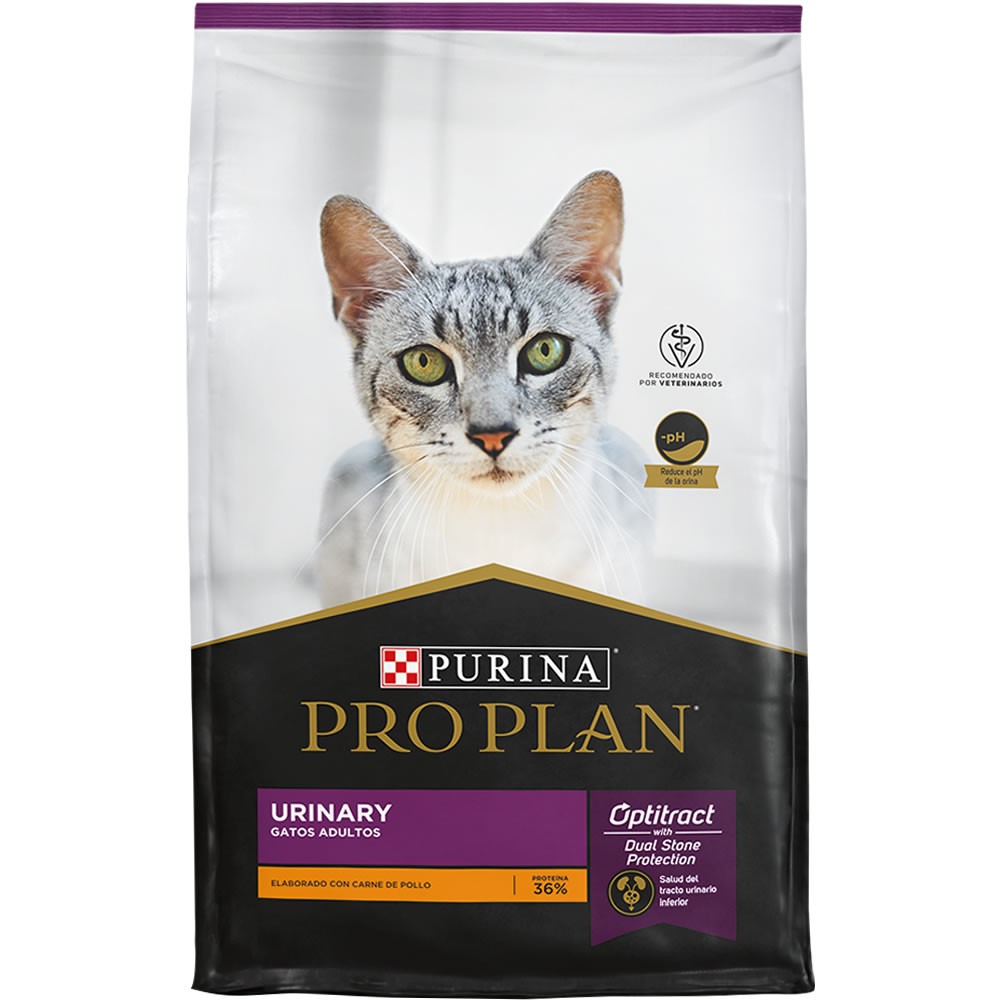 RECOMENDADO
POR VETERINARIOS
-pH
Reduce el pH
de la orina
PURINA
PRO PLAN
URINARY
GATOS ADULTOS
ELABORADO CON CARNE DE POLLO
PROTEÍNA
36%
Optitract
with
Dual Stone
Protection
Salud del
tracto urinario
inferior